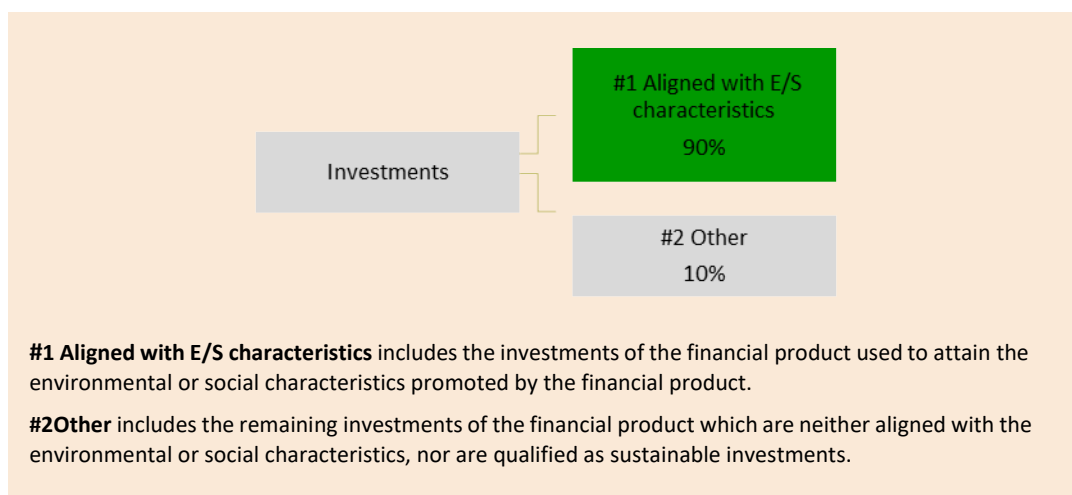 #1 Aligned with E/S
characteristics
90%
Investments
#2 Other
10%
#1 Aligned with E/S characteristics includes the investments of the financial product used to attain the
environmental or social characteristics promoted by the financial product.
#2Other includes the remaining investments of the financial product which are neither aligned with the
environmental or social characteristics, nor are qualified as sustainable investments.